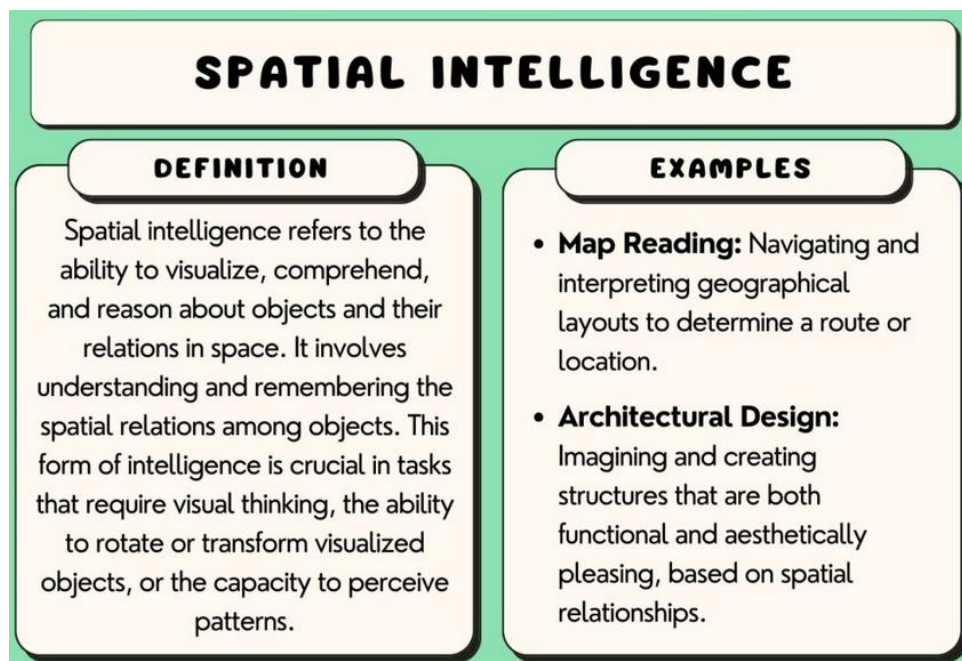 SPATIAL INTELLIGENCE
DEFINITION
Spatial intelligence refers to the
ability to visualize, comprehend,
and reason about objects and their
relations in space. It involves
understanding and remembering the
spatial relations among objects. This
form of intelligence is crucial in tasks
that require visual thinking, the ability
to rotate or transform visualized
objects, or the capacity to perceive
patterns.
EXAMPLES
• Map Reading: Navigating and
interpreting geographical
layouts to determine a route or
location.
• Architectural Design:
Imagining and creating
structures that are both
functional and aesthetically
pleasing, based on spatial
relationships.